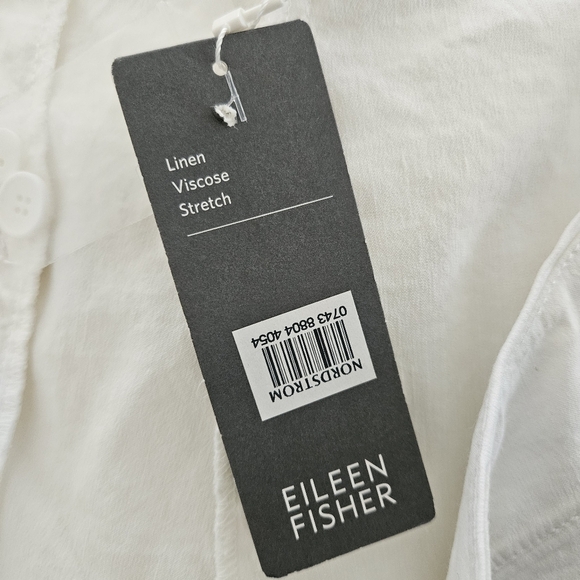 Linen
Viscose
Stretch
NORDSTROM
0743 8804 4054
EILEEN
FISHER